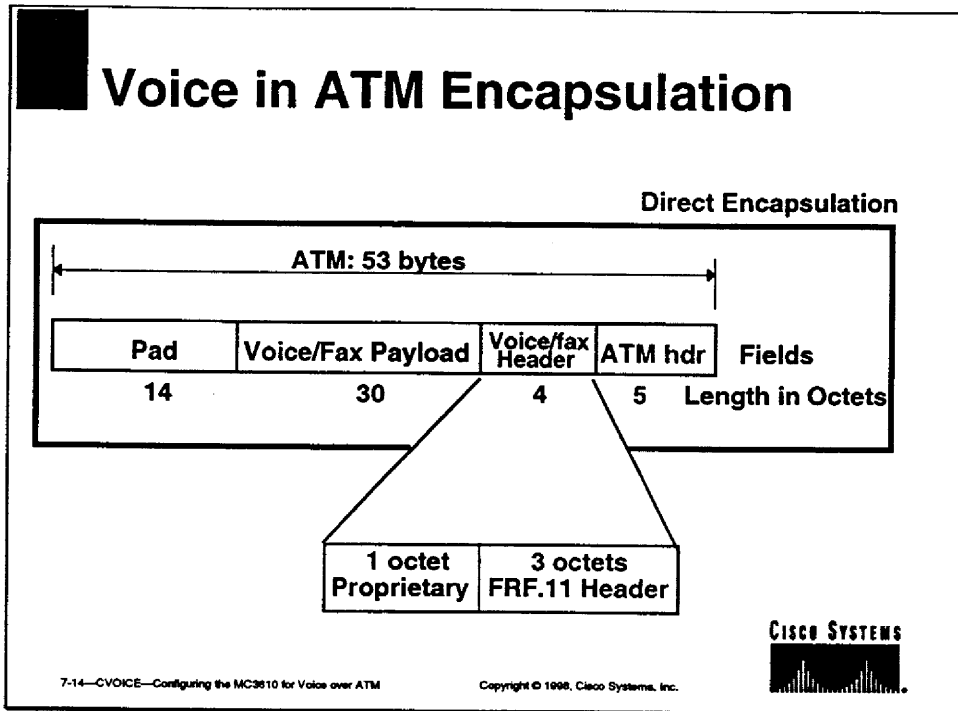 Voice in ATM Encapsulation
Direct Encapsulation
ATM: 53 bytes
Pad
Voice/Fax Payload
Voice/fax
Header
ATM hdr
Fields
14
30
4
5
Length in Octets
1 octet
Proprietary
3 octets
FRF.11 Header
CISCO SYSTEMS
7-14—CVOICE—Configuring the MC3810 for Voice over ATM
Copyright © 1998, Cisco Systems, Inc.